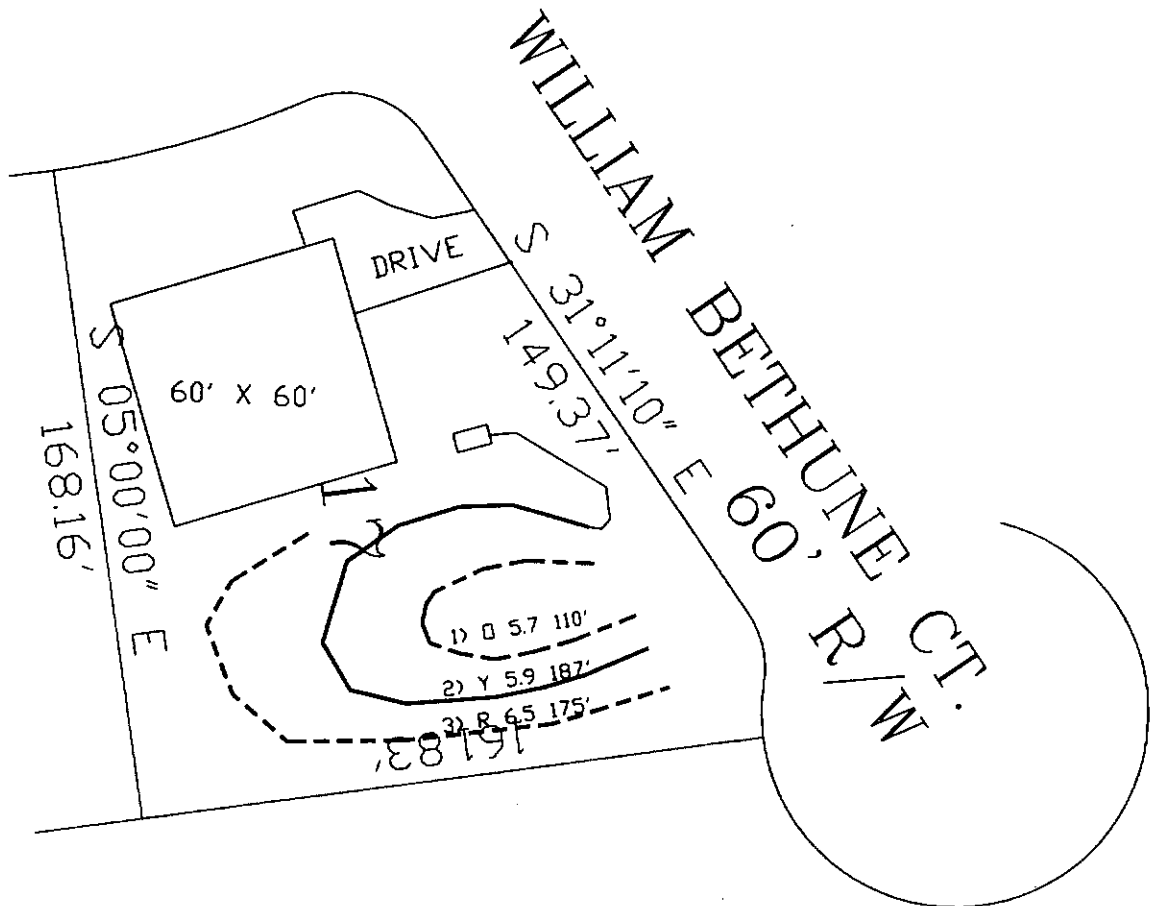 WILLIAM BETHUNE CT.
60' R/W
S 31°11'10" E
149.37'
DRIVE
60' X 60'
S 05°00'00" E
168.16'
1) O 5.7 110'
2) Y 5.9 187'
3) R 6.5 175'
161.83'